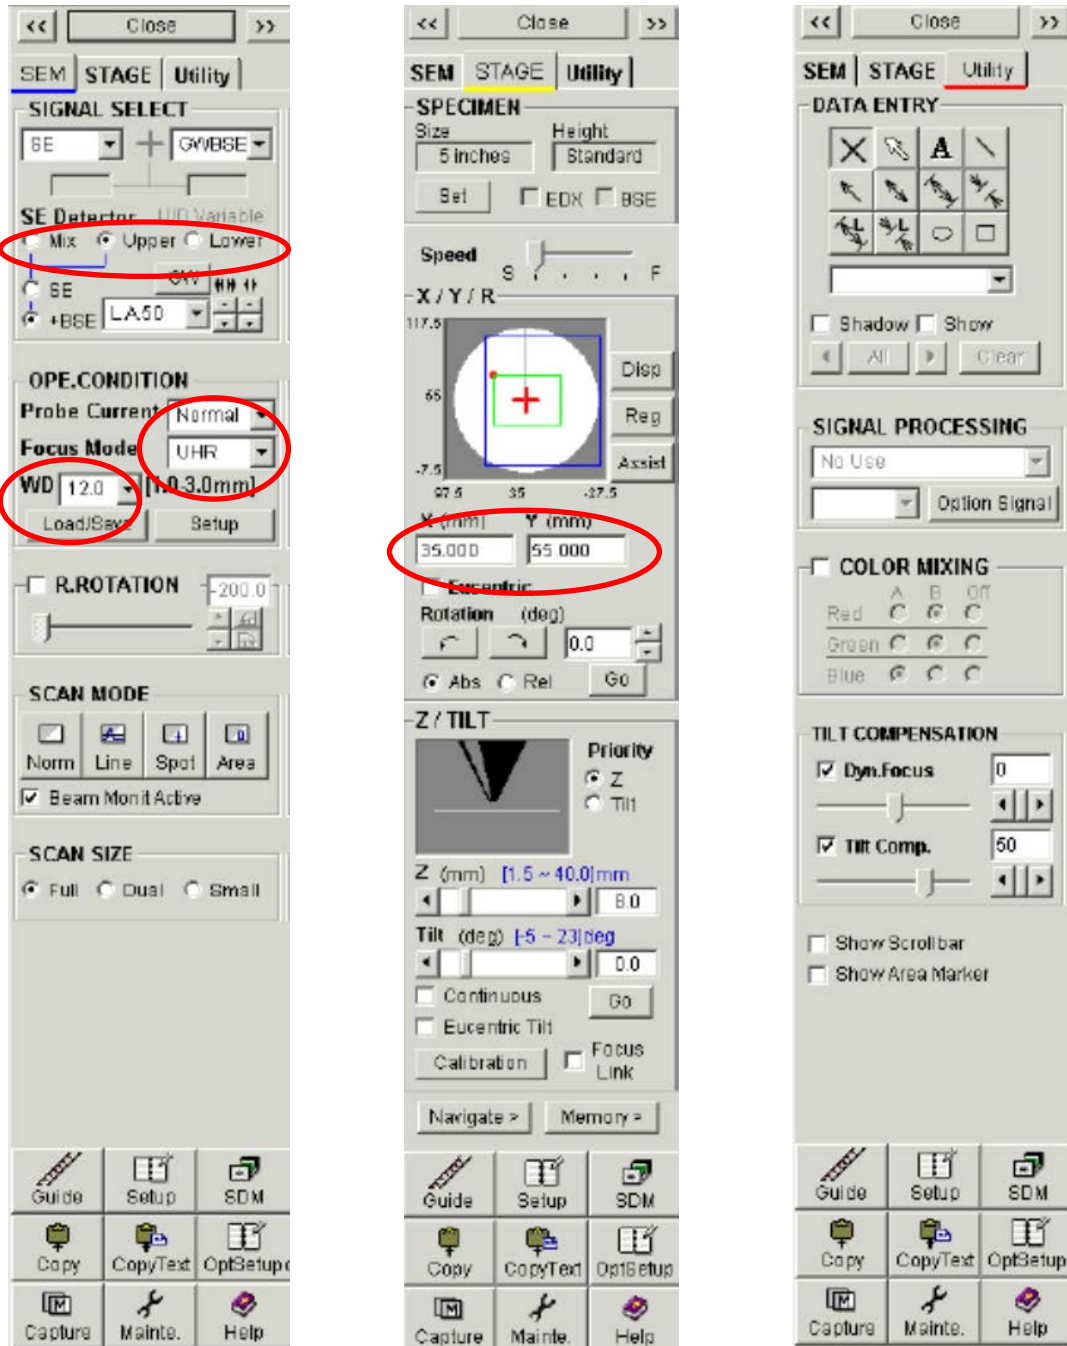 << Close >>
SEM STAGE Utility
SIGNAL SELECT
SE GWBSE
SE Detector WD Variable
Mix Upper Lower
SE GW
+BSE LA50
OPE.CONDITION
Probe Current Normal
Focus Mode UHR
WD 12.0 [1.0-3.0mm]
Load/Save Setup
R.ROTATION -200.0
SCAN MODE
Norm Line Spot Area
Beam Monit Active
SCAN SIZE
Full Dual Small
Guide Setup SDM
Copy CopyText OptSetup
Capture Mainte. Help
<< Close >>
SEM STAGE Utility
SPECIMEN
Size Height
5 inches Standard
Set EDX BSE
Speed S F
X / Y / R
117.5
Disp
65
Reg
-7.5 Assist
97.5 35 -27.5
X (mm) Y (mm)
35.000 55.000
Eucentric
Rotation (deg)
0.0
Abs Rel Go
Z / TILT
Priority
Z
Tilt
Z (mm) [1.5 ~ 40.0]mm
8.0
Tilt (deg) [-5 ~ 23]deg
0.0
Continuous Go
Eucentric Tilt
Calibration Focus Link
Navigate > Memory >
Guide Setup SDM
Copy CopyText OptSetup
Capture Mainte. Help
<< Close >>
SEM STAGE Utility
DATA ENTRY
A
L L
Shadow Show
All Clear
SIGNAL PROCESSING
No Use
Option Signal
COLOR MIXING
A B Off
Red
Green
Blue
TILT COMPENSATION
Dyn.Focus 0
Tilt Comp. 50
Show Scrollbar
Show Area Marker
Guide Setup SDM
Copy CopyText OptSetup
Capture Mainte. Help